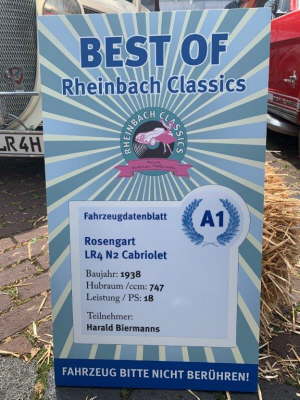 BEST OF
Rheinbach Classics
RHEINBACH CLASSICS
Fahrzeugdatenblatt
A1
Rosengart
LR4 N2 Cabriolet
Baujahr: 1938
Hubraum /ccm: 747
Leistung / PS: 18
Teilnehmer:
Harald Biermanns
FAHRZEUG BITTE NICHT BERÜHREN!
LR4H